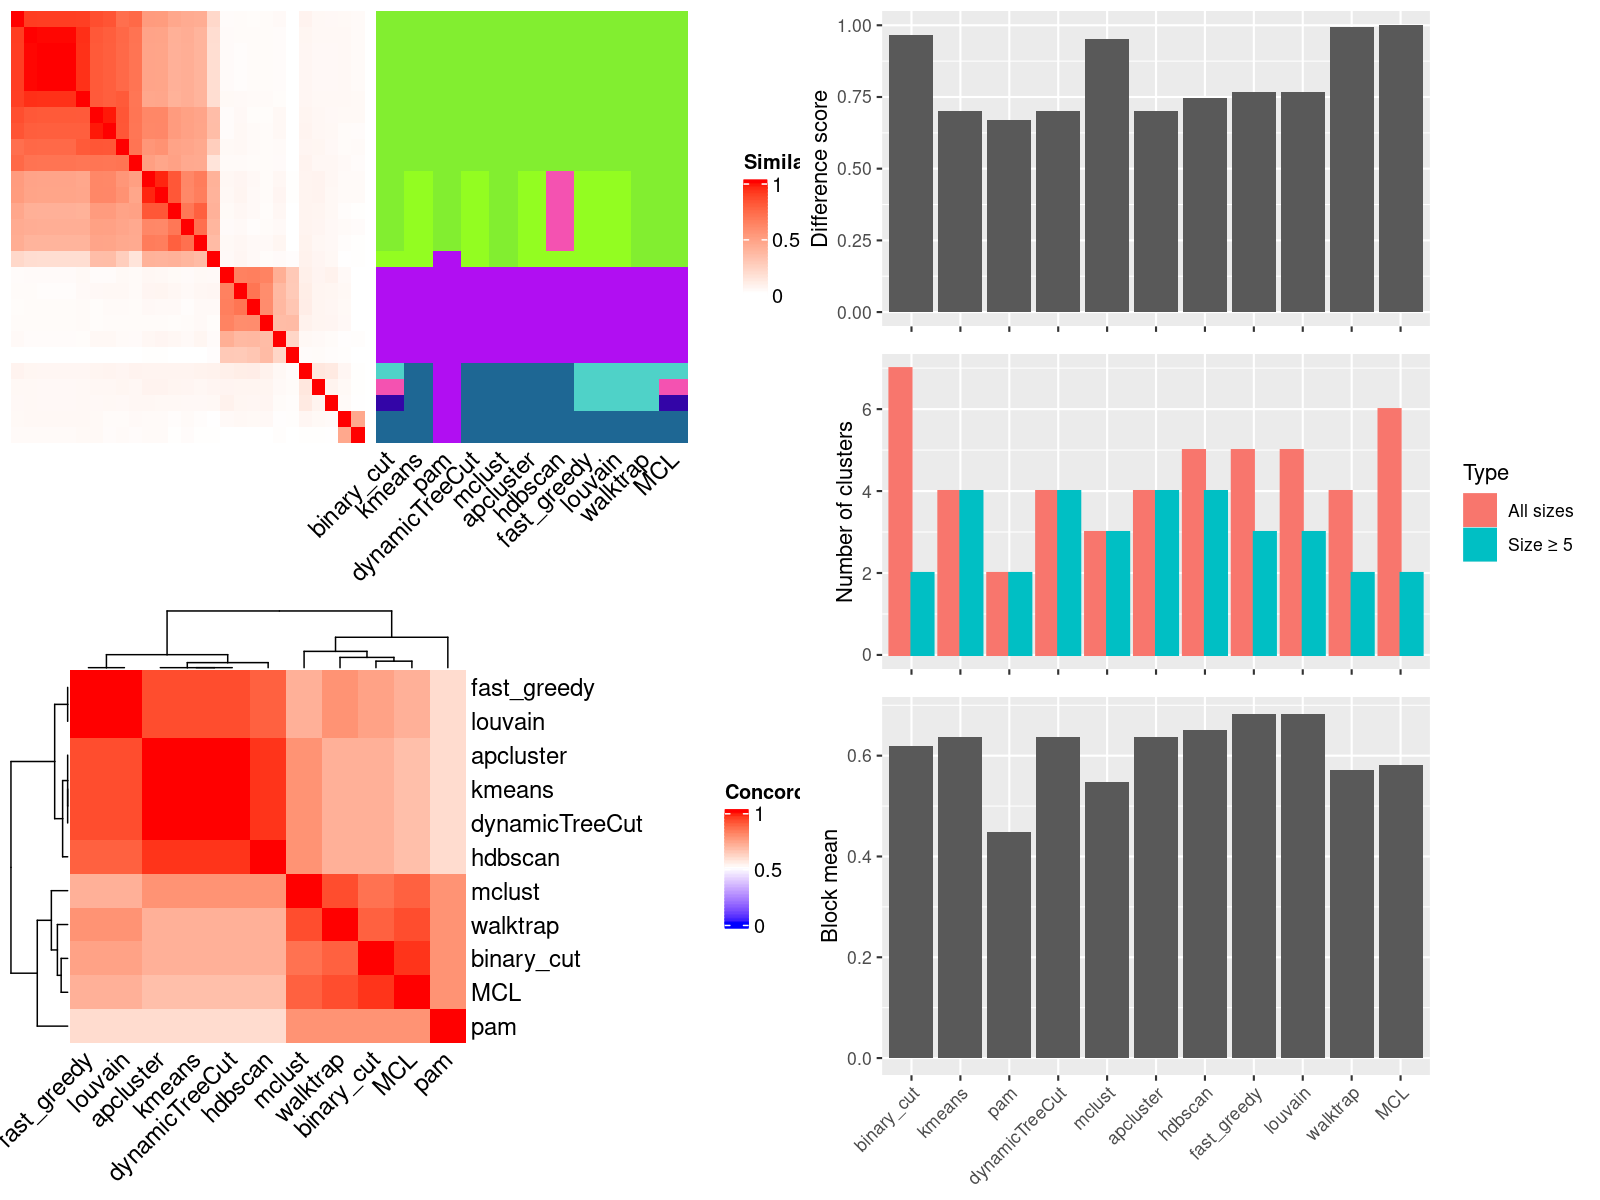 Simila
1
0.5
0
binary_cut
kmeans
pam
dynamicTreeCut
mclust
apcluster
hdbscan
fast_greedy
louvain
walktrap
MCL
fast_greedy
louvain
apcluster
kmeans
dynamicTreeCut
hdbscan
mclust
walktrap
binary_cut
MCL
pam
Concord
1
0.5
0
fast_greedy
louvain
apcluster
kmeans
dynamicTreeCut
hdbscan
mclust
walktrap
binary_cut
MCL
pam
Difference score
1.00
0.75
0.50
0.25
0.00
Number of clusters
6
4
2
0
Type
All sizes
Size ≥ 5
Block mean
0.6
0.4
0.2
0.0
binary_cut
kmeans
pam
dynamicTreeCut
mclust
apcluster
hdbscan
fast_greedy
louvain
walktrap
MCL